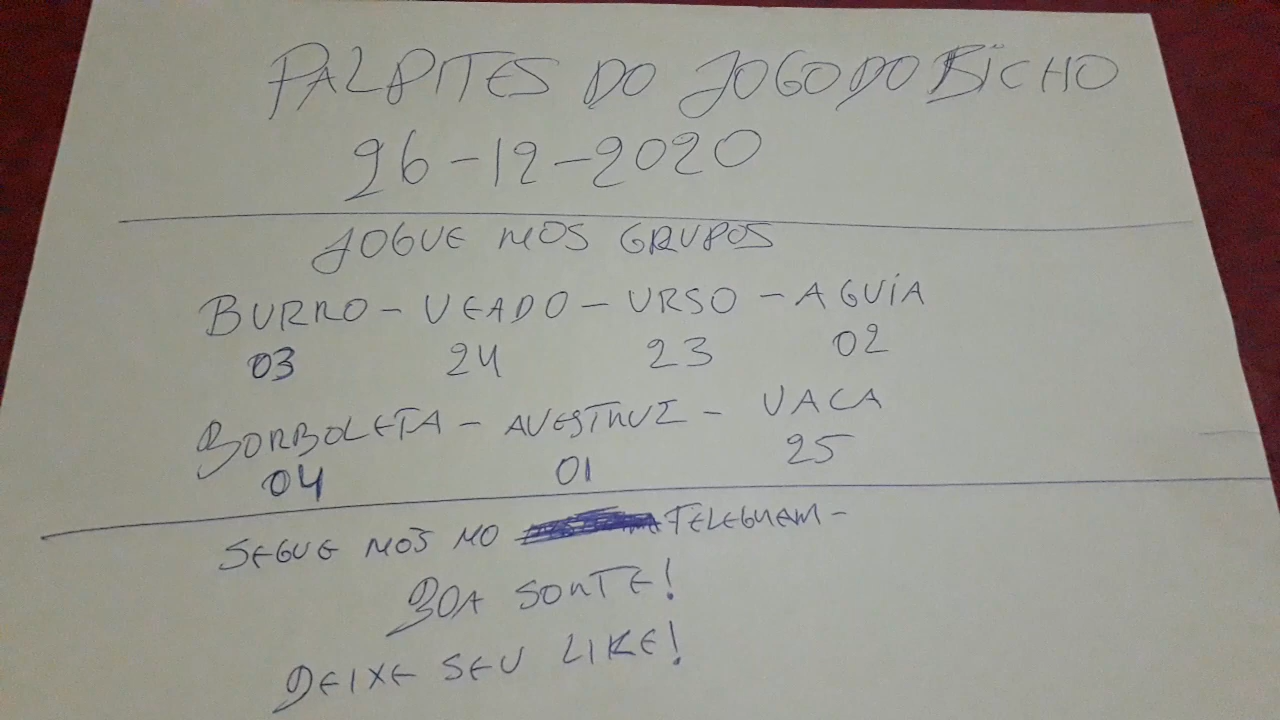 PALPITES DO JOGO DO BICHO
26-12-2020
JOGUE NOS GRUPOS
BURRO - VEADO - URSO - AGUÍA
03 24 23 02
BORBOLETA - AVESTRUZ - VACA
04 01 25
SEGUE NOS NO TELEGRAM -
BOA SORTE!
DEIXE SEU LIKE!